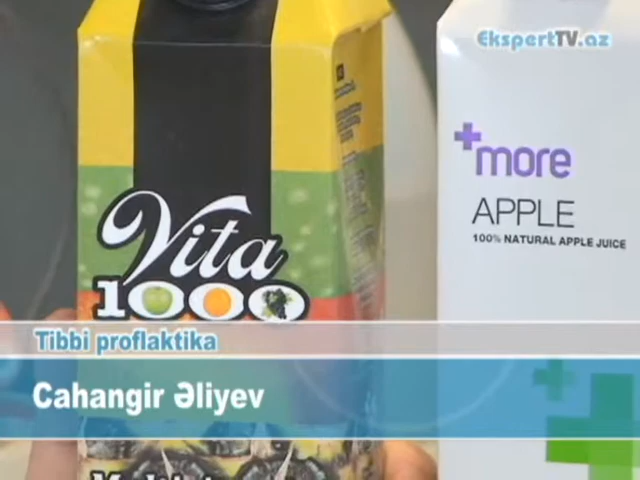 EkspertTV.az
Vita
1000
+more
APPLE
100% NATURAL APPLE JUICE
Tibbi proflaktika
Cahangir Əliyev